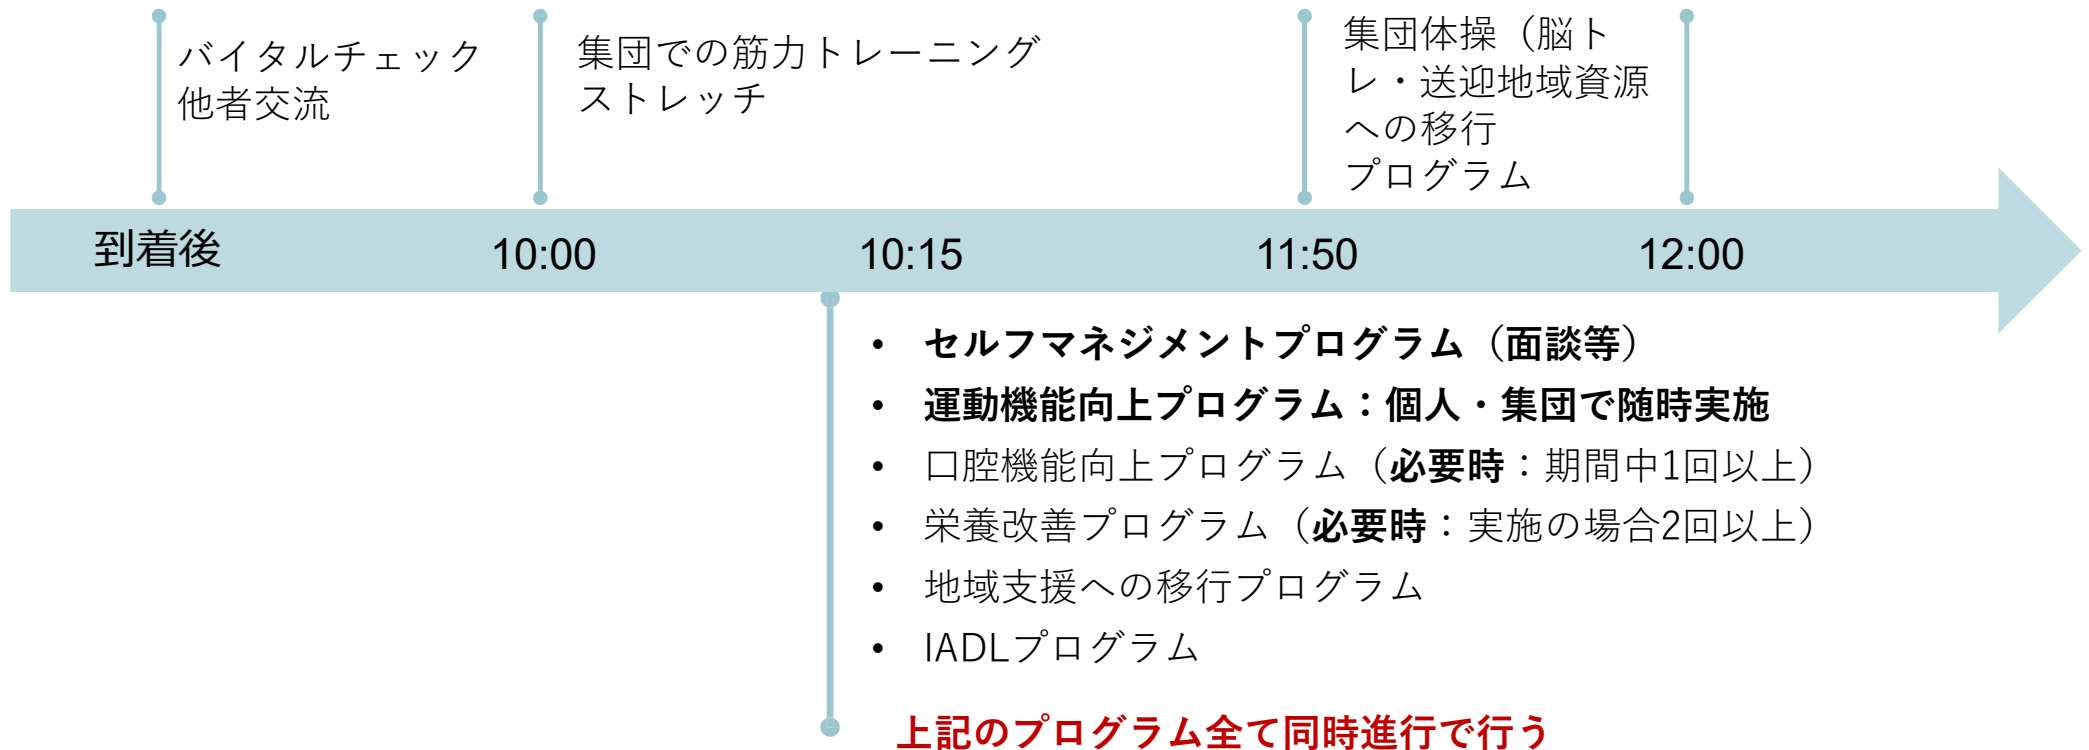 バイタルチェック
他者交流
集団での筋力トレーニング
ストレッチ
集団体操（脳ト
レ・送迎地域資源
への移行
プログラム
到着後
10:00
10:15
11:50
12:00
• セルフマネジメントプログラム（面談等）
• 運動機能向上プログラム：個人・集団で随時実施
• 口腔機能向上プログラム（必要時：期間中1回以上）
• 栄養改善プログラム（必要時：実施の場合2回以上）
• 地域支援への移行プログラム
• IADLプログラム
上記のプログラム全て同時進行で行う